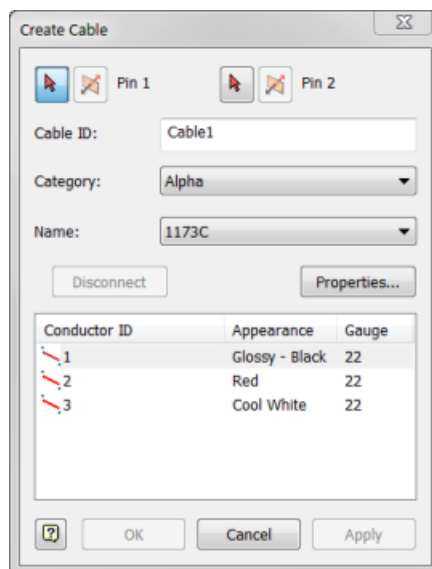 Create Cable
Pin 1 Pin 2
Cable ID: Cable1
Category: Alpha
Name: 1173C
Disconnect Properties...
Conductor ID Appearance Gauge
1 Glossy - Black 22
2 Red 22
3 Cool White 22
? OK Cancel Apply